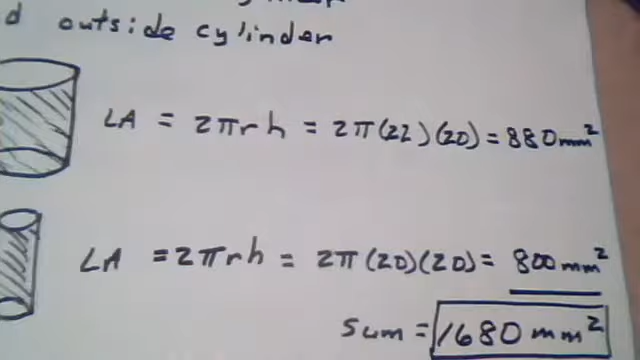 d outside cylinder
LA = 2πrh = 2π(22)(20) = 880mm²
LA = 2πrh = 2π(20)(20) = 800mm²
Sum = 1680 mm²